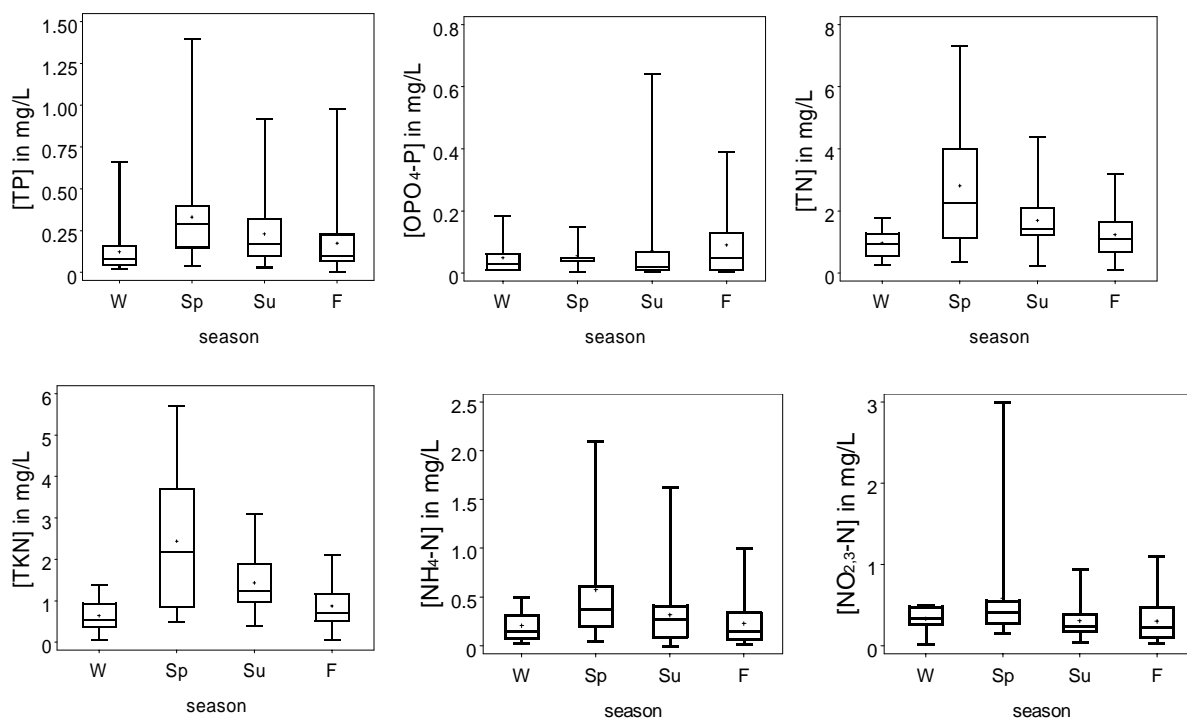 [TP] in mg/L
1.50
1.25
1.00
0.75
0.50
0.25
0
W Sp Su F
season
[OPO4-P] in mg/L
0.8
0.6
0.4
0.2
0
W Sp Su F
season
[TN] in mg/L
8
6
4
2
0
W Sp Su F
season
[TKN] in mg/L
6
5
4
3
2
1
0
W Sp Su F
season
[NH4-N] in mg/L
2.5
2.0
1.5
1.0
0.5
0
W Sp Su F
season
[NO2,3-N] in mg/L
3
2
1
0
W Sp Su F
season